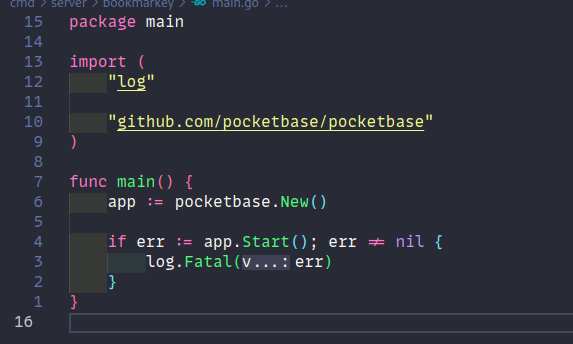 cmd > server > bookmarkey > main.go > ...
15 package main
14
13 import (
12 "log"
11
10 "github.com/pocketbase/pocketbase"
9 )
8
7 func main() {
6 app := pocketbase.New()
5
4 if err := app.Start(); err != nil {
3 log.Fatal(v...: err)
2 }
1 }
16